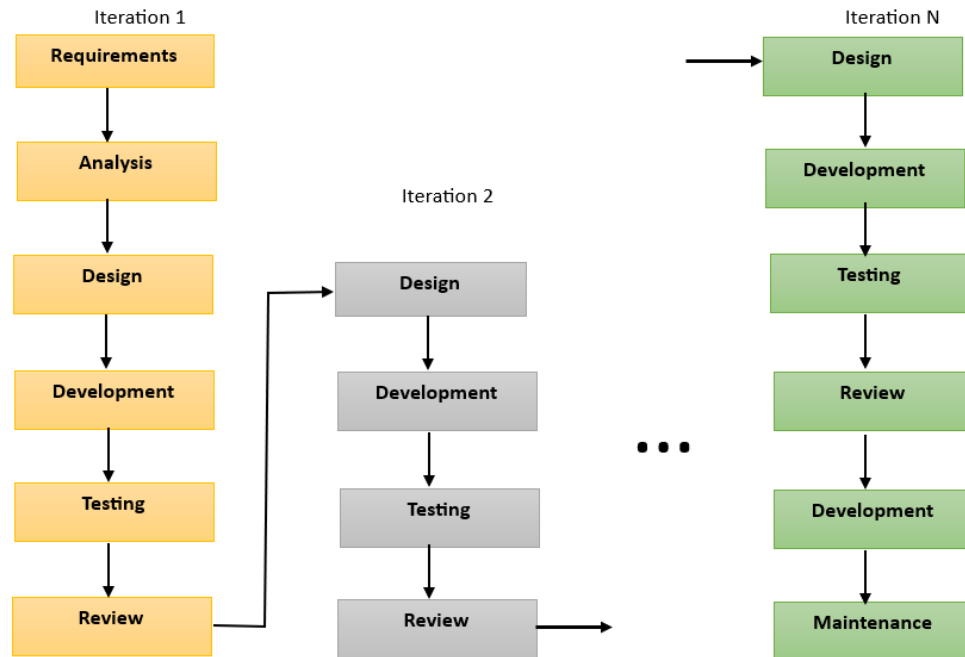 Iteration 1
Requirements
Analysis
Design
Development
Testing
Review
Iteration 2
Design
Development
Testing
Review
Iteration N
Design
Development
Testing
Review
Development
Maintenance